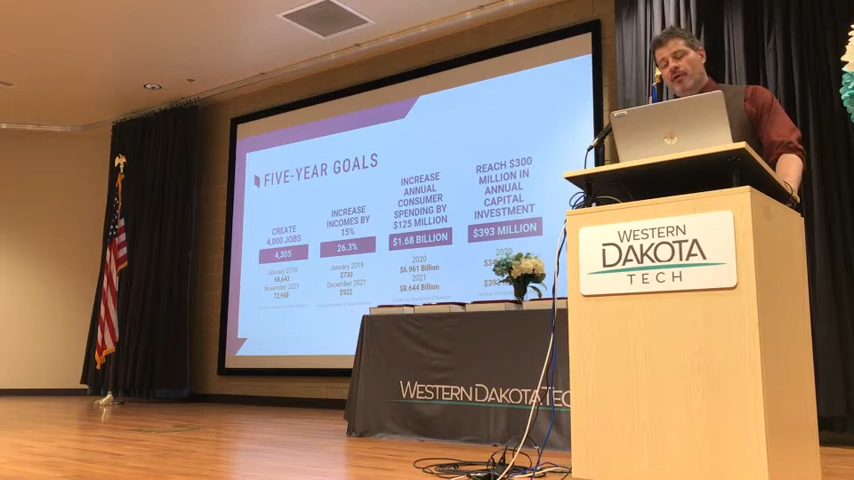 FIVE-YEAR GOALS
CREATE
4,000 JOBS
4,305
January 2018
68,643
November 2021
72,948
INCREASE
INCOMES BY
15%
26.3%
January 2018
$730
December 2021
$922
INCREASE
ANNUAL
CONSUMER
SPENDING BY
$125 MILLION
$1.68 BILLION
2020
$6.961 Billion
2021
$8.644 Billion
REACH $300
MILLION IN
ANNUAL
CAPITAL
INVESTMENT
$393 MILLION
2020
WESTERN DAKOTA TEC
WESTERN
DAKOTA
TECH
hp